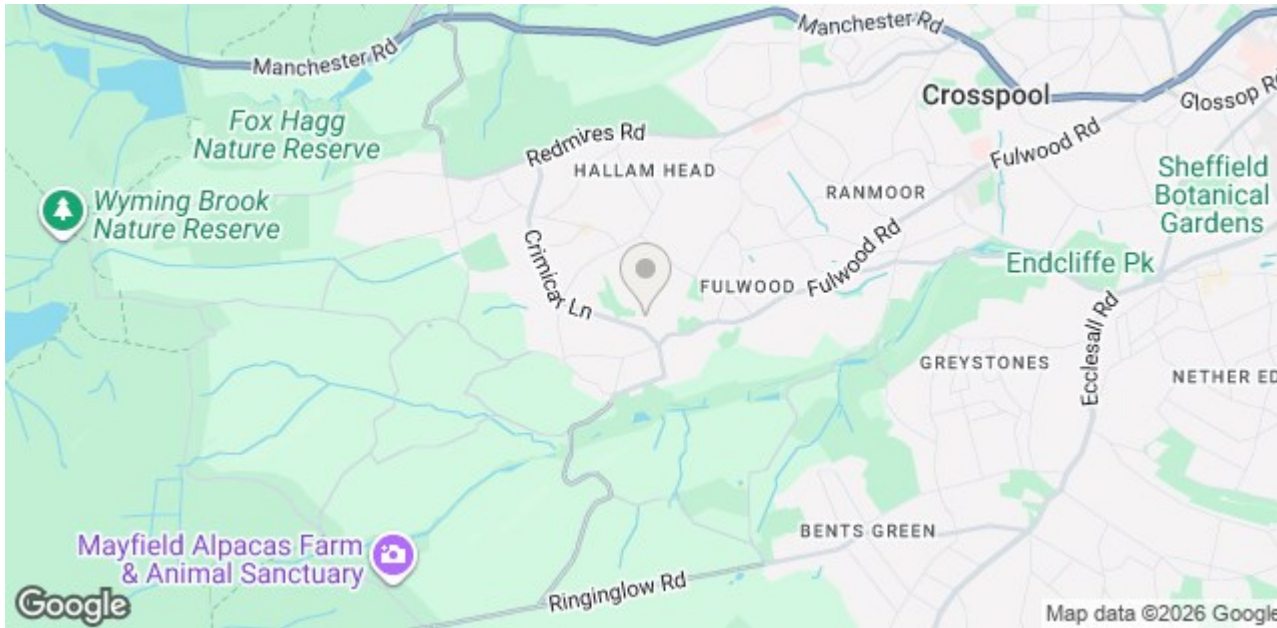 Manchester Rd
Manchester Rd
Crosspool
Glossop Rd
Fox Hagg
Nature Reserve
Redmires Rd
HALLAM HEAD
Fulwood Rd
RANMOOR
Sheffield
Botanical
Gardens
Wyming Brook
Nature Reserve
Crimicar Ln
FULWOOD
Fulwood Rd
Endcliffe Pk
GREYSTONES
Ecclesall Rd
NETHER ED
BENTS GREEN
Mayfield Alpacas Farm
& Animal Sanctuary
Ringinglow Rd
Google
Map data ©2026 Google